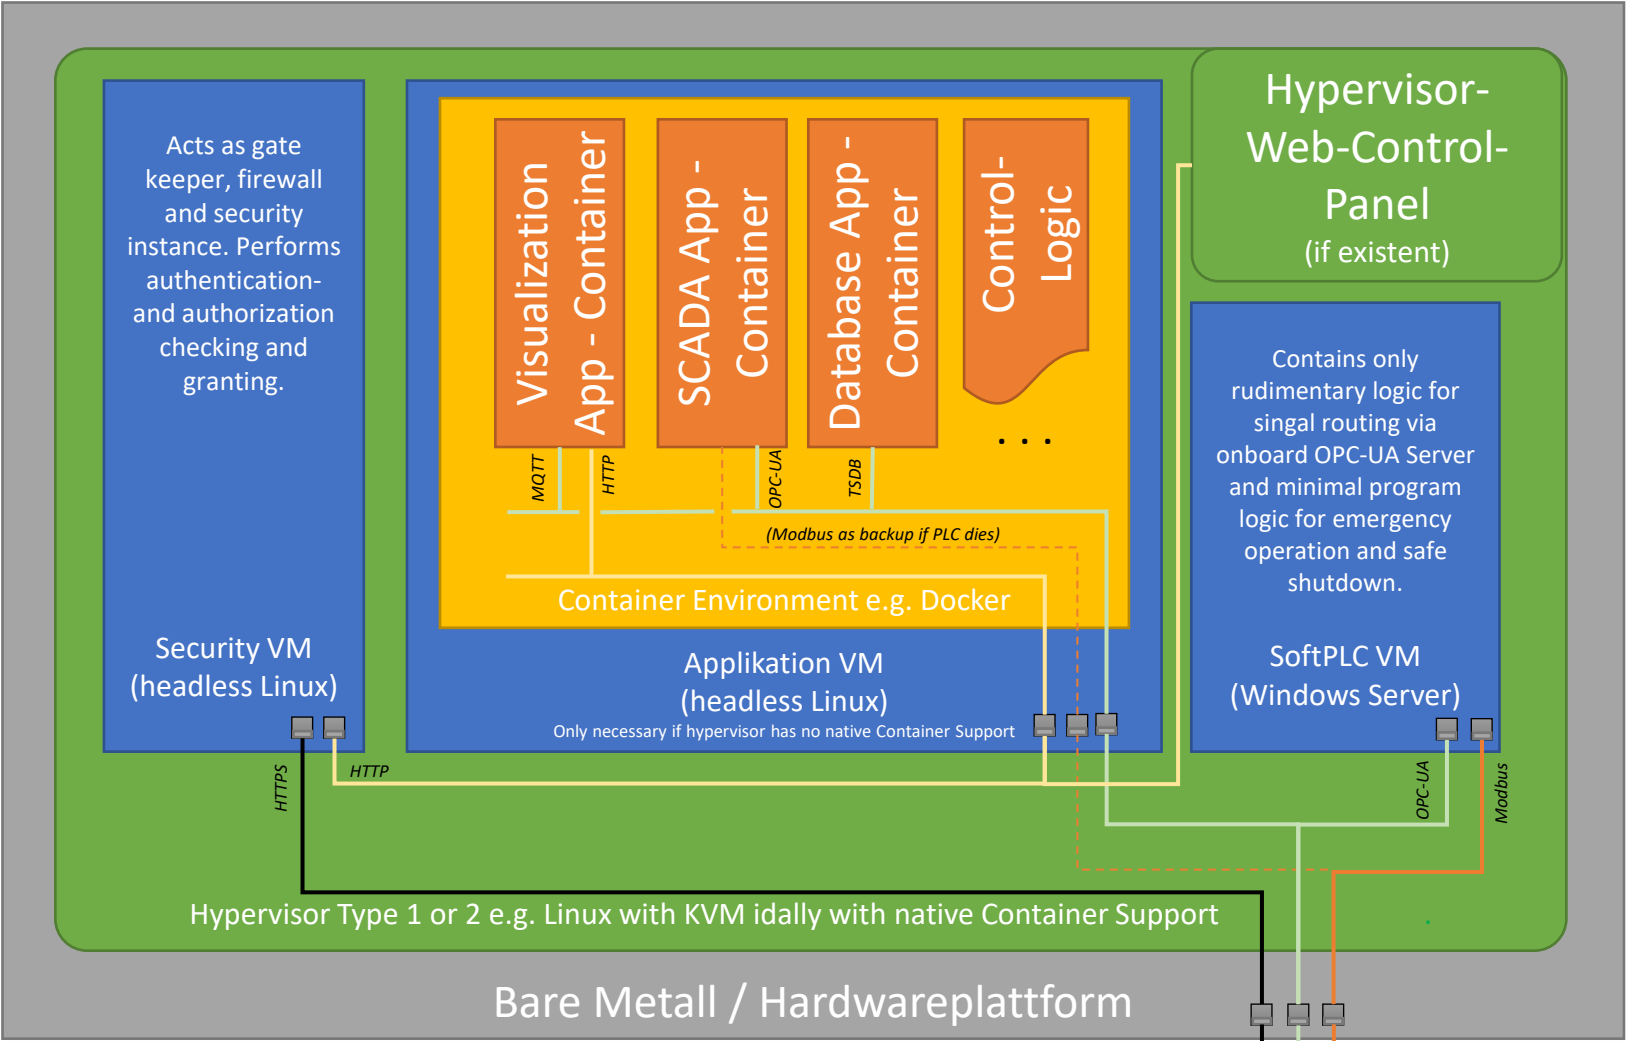 Acts as gate
keeper, firewall
and security
instance. Performs
authentication-
and authorization
checking and
granting.
Security VM
(headless Linux)
Visualization
App - Container
SCADA App -
Container
Database App -
Container
Control-
Logic
. . .
MQTT
HTTP
OPC-UA
TSDB
(Modbus as backup if PLC dies)
Container Environment e.g. Docker
Applikation VM
(headless Linux)
Only necessary if hypervisor has no native Container Support
Hypervisor-
Web-Control-
Panel
(if existent)
Contains only
rudimentary logic for
singal routing via
onboard OPC-UA Server
and minimal program
logic for emergency
operation and safe
shutdown.
SoftPLC VM
(Windows Server)
HTTPS
HTTP
OPC-UA
Modbus
Hypervisor Type 1 or 2 e.g. Linux with KVM idally with native Container Support
Bare Metall / Hardwareplattform